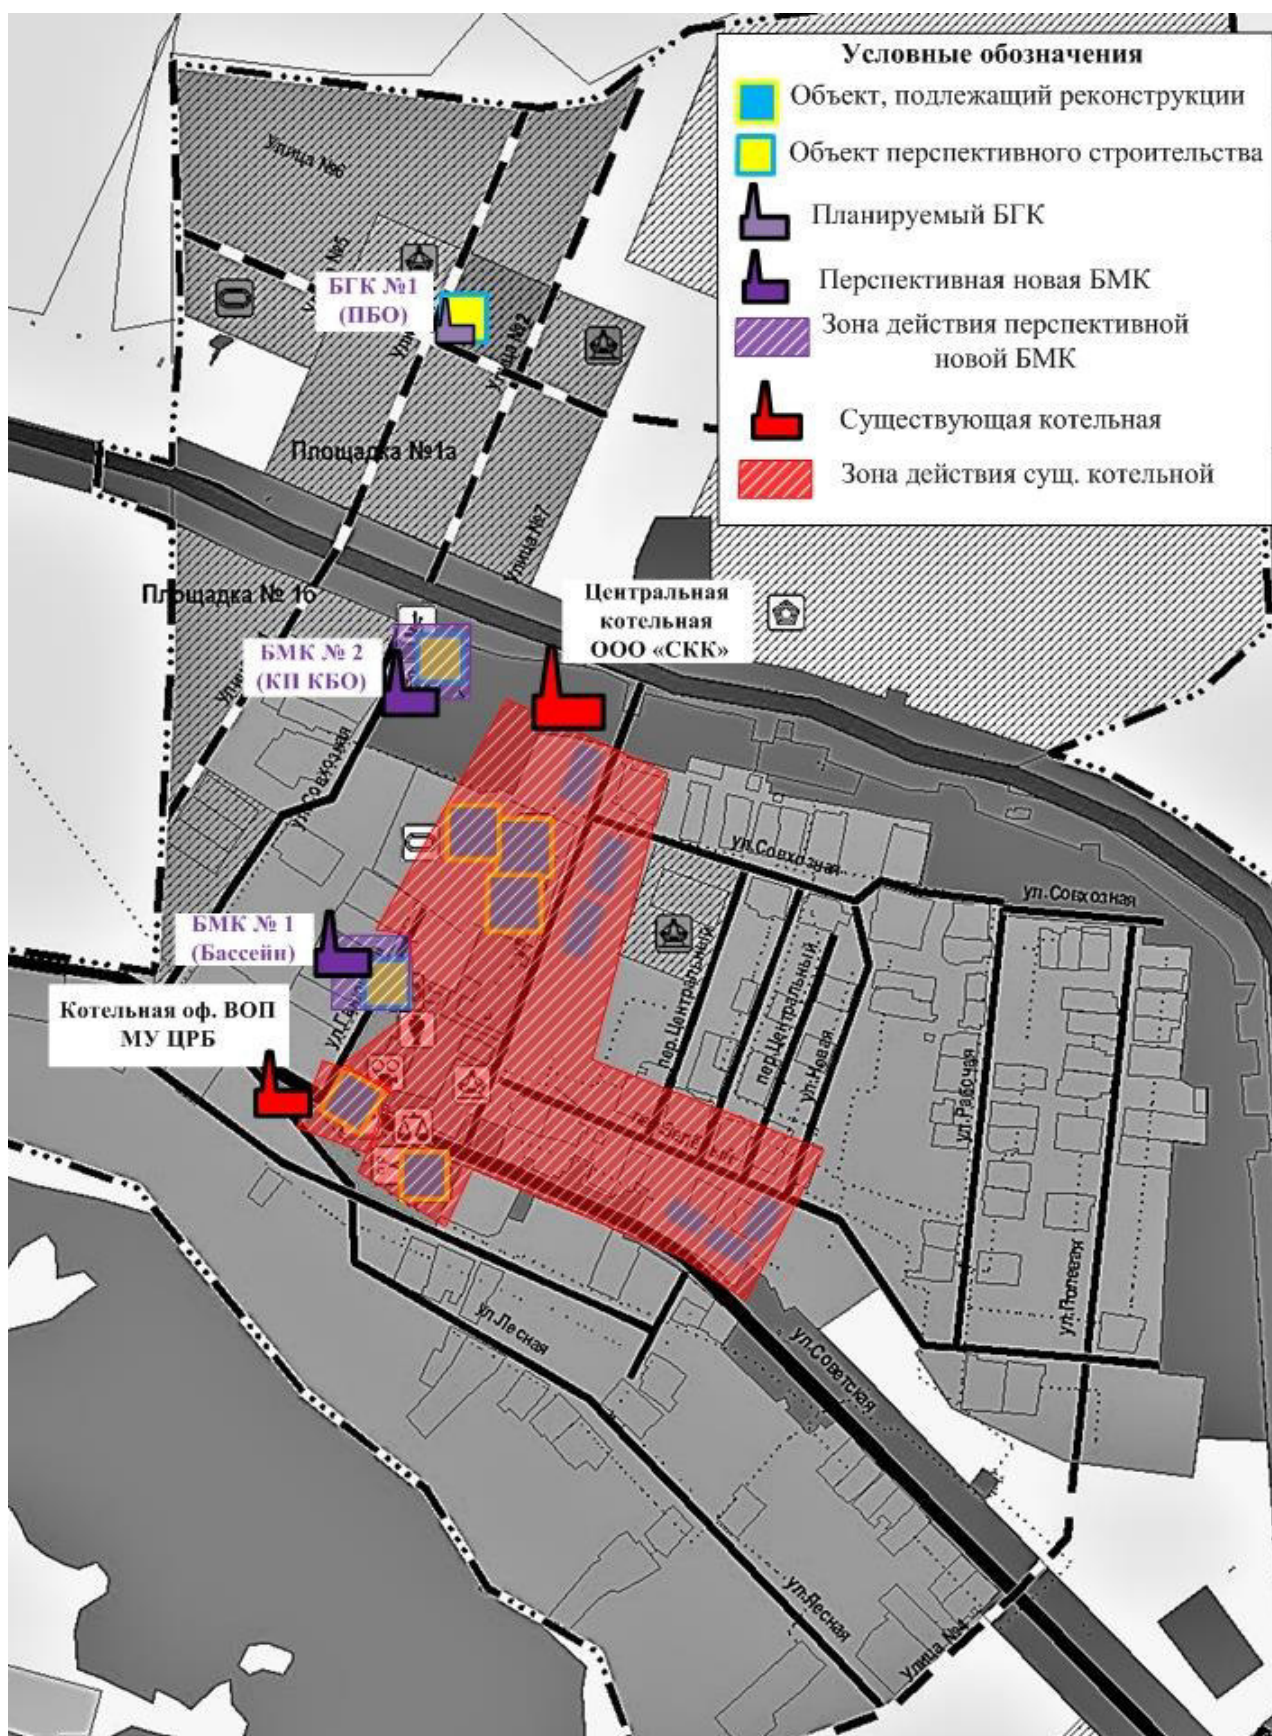 Условные обозначения
Объект, подлежащий реконструкции
Объект перспективного строительства
Планируемый БГК
Перспективная новая БМК
Зона действия перспективной
новой БМК
Существующая котельная
Зона действия сущ. котельной
Улица №6
№5
БГК №1
(ПБО)
Улица №2
Площадка №1а
Улица №7
Площадка № 1б
Центральная
котельная
ООО «СКК»
БМК № 2
(КП КБО)
ул.Совхозная
ул.Совхозная
ул.Совхозная
БМК № 1
(Бассейн)
Котельная оф. ВОП
МУ ЦРБ
пер.Центральный
пер.Центральный
ул.Новая
ул.Рабочая
ул.Полевая
ул.Лесная
ул.Советская
ул.Лесная
Улица №4